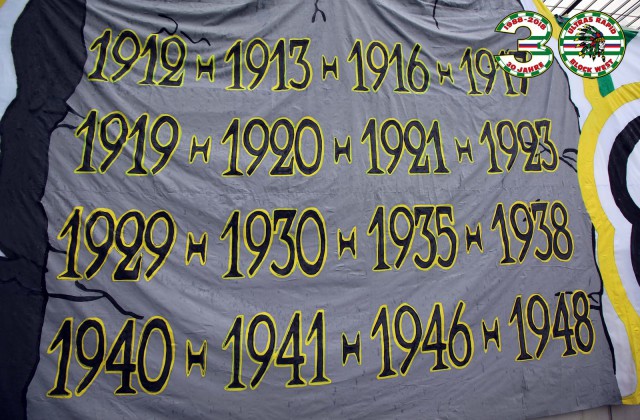 1912 - 1913 - 1916 - 1917
1919 - 1920 - 1921 - 1923
1929 - 1930 - 1935 - 1938
1940 - 1941 - 1946 - 1948
1988-2018
30 JAHRE
ULTRAS RAPID
BLOCK WEST